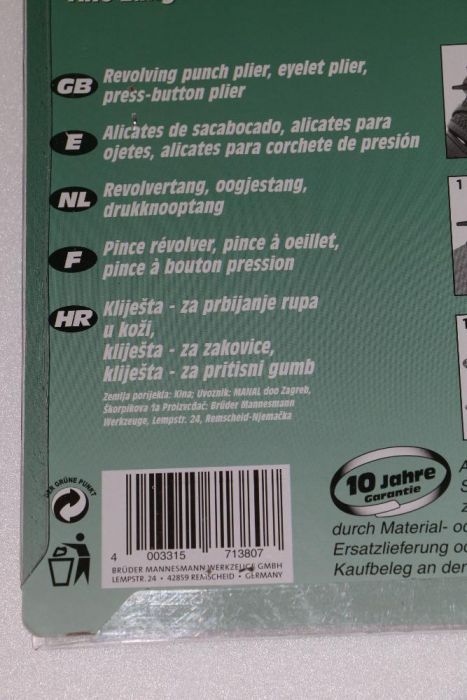 GB Revolving punch plier, eyelet plier,
press-button plier
E Alicates de sacabocado, alicates para
ojetes, alicates para corchete de presión
NL Revolvertang, oogjestang,
drukknooptang
F Pince révolver, pince à oeillet,
pince à bouton pression
HR Kliješta - za prbijanje rupa
u koži,
kliješta - za zakovice,
kliješta - za pritisni gumb
Zemlja porijekla: Kina; Uvoznik: MANAL doo Zagreb,
Škorpikova 1a Proizvođač: Brüder Mannesmann
Werkzeuge, Lempstr. 24, Remscheid-Njemačka
DER GRÜNE PUNKT
4 003315 713807
BRÜDER MANNESMANN WERKZEUGE GMBH
LEMPSTR. 24 • 42859 REMSCHEID • GERMANY
10 Jahre
Garantie
durch Material- o
Ersatzlieferung o
Kaufbeleg an de
1
1